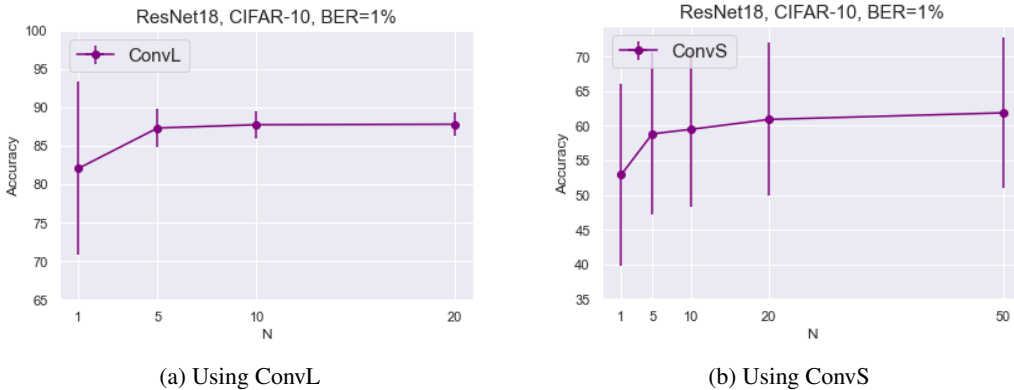 ResNet18, CIFAR-10, BER=1%
100
95
90
85
80
75
70
65
Accuracy
ConvL
1
5
10
20
N
(a) Using ConvL
ResNet18, CIFAR-10, BER=1%
70
65
60
55
50
45
40
35
Accuracy
ConvS
1
5
10
20
50
N
(b) Using ConvS